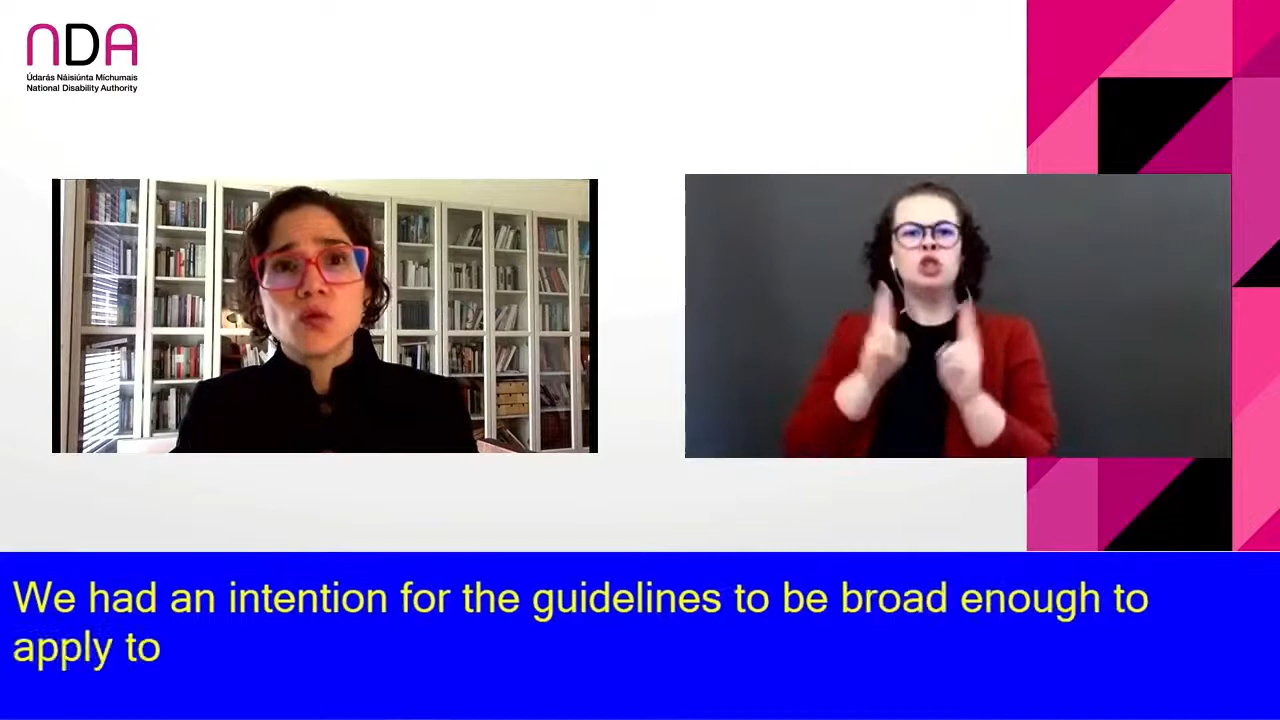 NDA
Údarás Náisiúnta Míchumais
National Disability Authority
We had an intention for the guidelines to be broad enough to
apply to